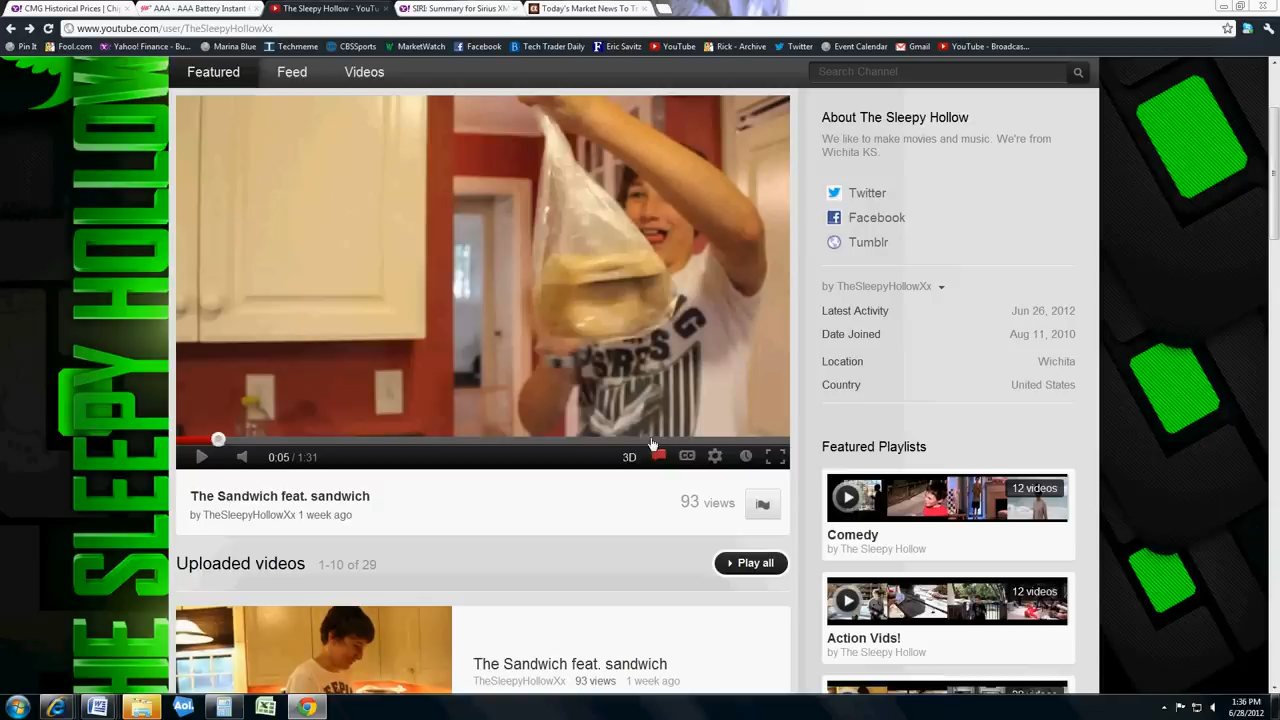 CMG Historical Prices | Chip
AAA - AAA Battery Instant
The Sleepy Hollow - YouTu
SIRI: Summary for Sirius XM
Today's Market News To Tr
www.youtube.com/user/TheSleepyHollowXx
Pin It
Fool.com
Yahoo! Finance - Bu...
Marina Blue
Techmeme
CBSSports
MarketWatch
Facebook
Tech Trader Daily
Eric Savitz
YouTube
Rick - Archive
Twitter
Event Calendar
Gmail
YouTube - Broadcas...
Featured
Feed
Videos
Search Channel
THE SLEEPY HOLLOW
3D
CC
0:05 / 1:31
The Sandwich feat. sandwich
by TheSleepyHollowXx 1 week ago
93 views
Uploaded videos 1-10 of 29
Play all
The Sandwich feat. sandwich
TheSleepyHollowXx 93 views 1 week ago
About The Sleepy Hollow
We like to make movies and music. We're from
Wichita KS.
Twitter
Facebook
Tumblr
by TheSleepyHollowXx
Latest Activity Jun 26, 2012
Date Joined Aug 11, 2010
Location Wichita
Country United States
Featured Playlists
12 videos
Comedy
by The Sleepy Hollow
12 videos
Action Vids!
by The Sleepy Hollow
1:36 PM
6/28/2012